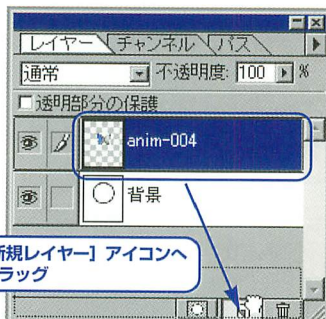 レイヤー チャンネル パス
通常 不透明度: 100 %
透明部分の保護
anim-004
背景
新規レイヤー］アイコンへ
ラッグ